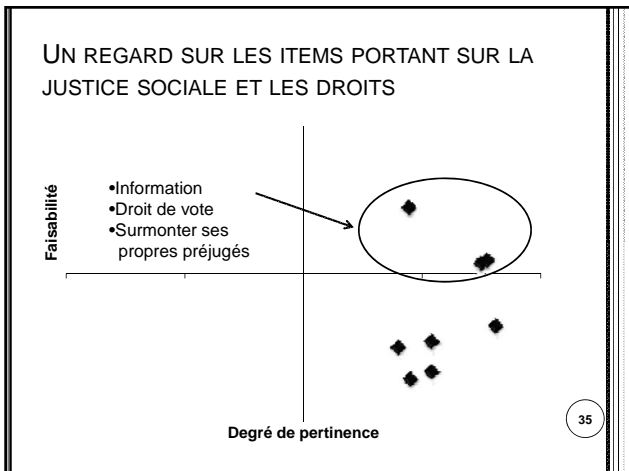 UN REGARD SUR LES ITEMS PORTANT SUR LA
JUSTICE SOCIALE ET LES DROITS
Faisabilité
•Information
•Droit de vote
•Surmonter ses
propres préjugés
Degré de pertinence
35